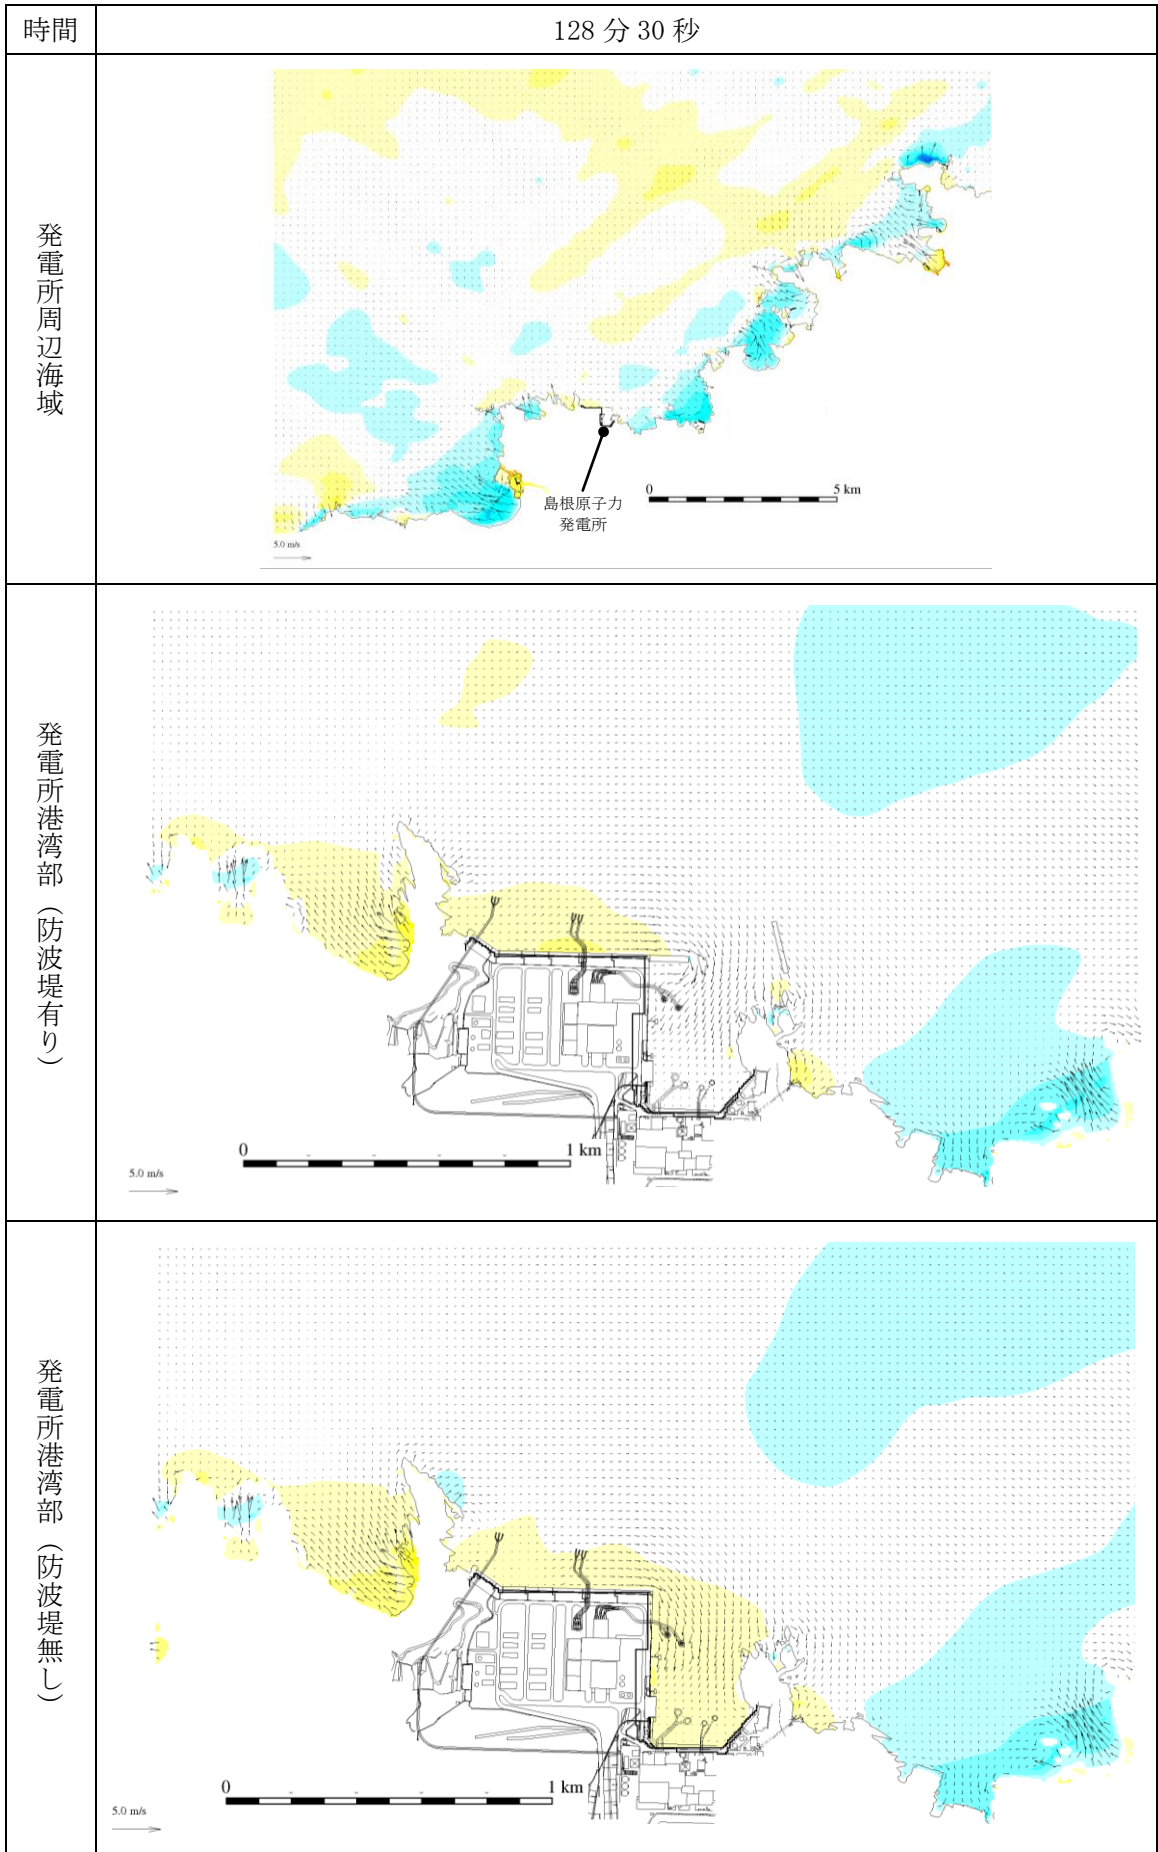 時間
128 分 30 秒
発電所周辺海域
島根原子力
発電所
0
5 km
5.0 m/s
発電所港湾部（防波堤有り）
0
1 km
5.0 m/s
発電所港湾部（防波堤無し）
0
1 km
5.0 m/s